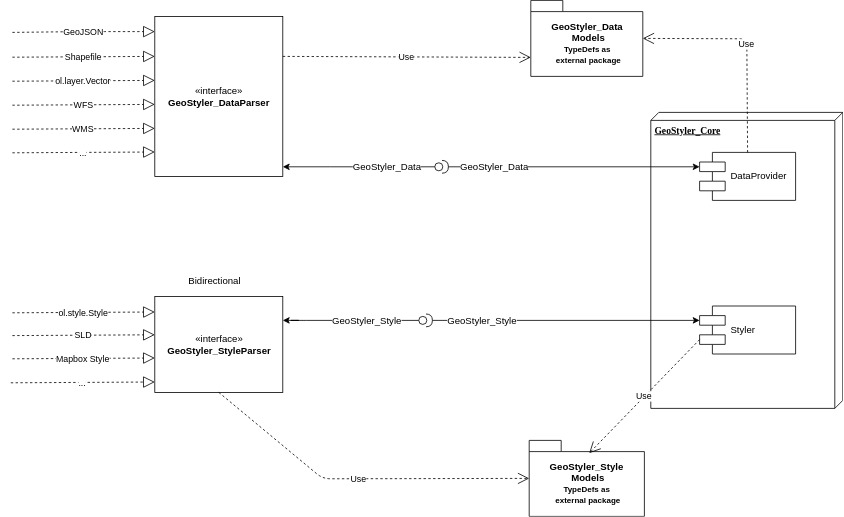 GeoJSON
Shapefile
ol.layer.Vector
WFS
WMS
...
«interface»
GeoStyler_DataParser
Use
GeoStyler_Data
Models
TypeDefs as
external package
Use
GeoStyler_Core
DataProvider
GeoStyler_Data
GeoStyler_Data
Bidirectional
ol.style.Style
SLD
Mapbox Style
...
«interface»
GeoStyler_StyleParser
GeoStyler_Style
GeoStyler_Style
Styler
Use
Use
GeoStyler_Style
Models
TypeDefs as
external package